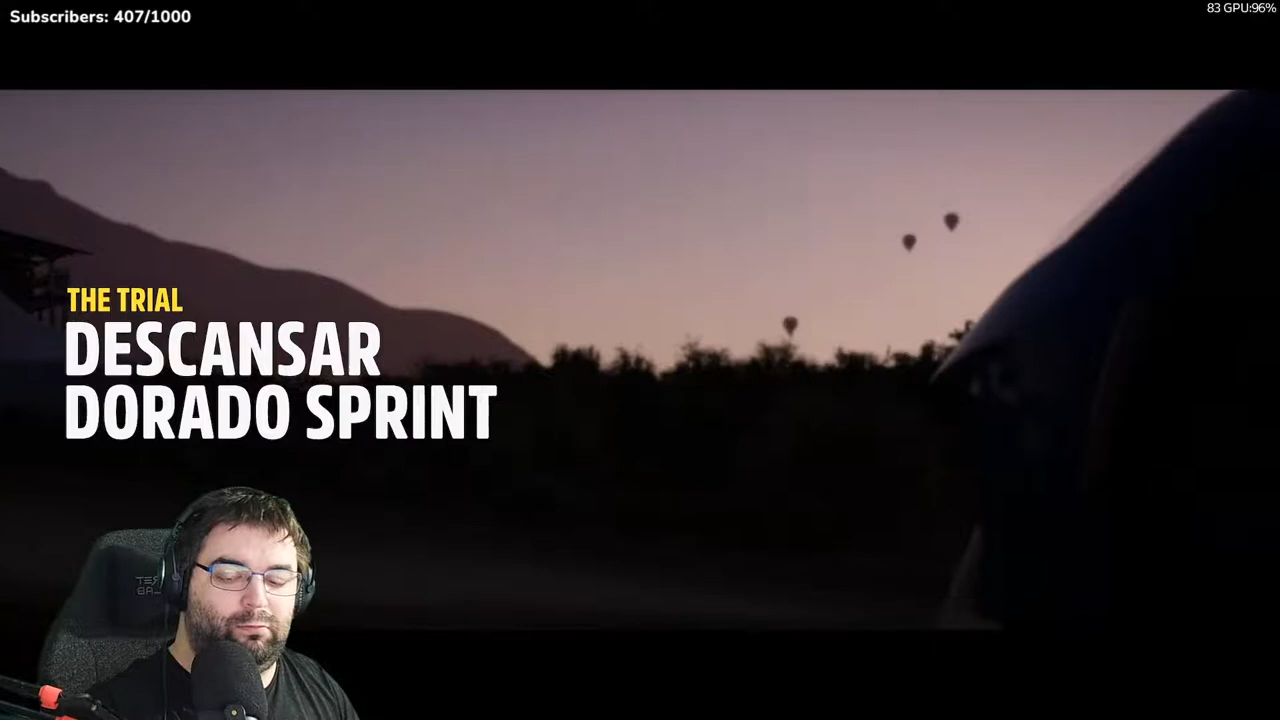 Subscribers: 407/1000
83 GPU:96%
THE TRIAL
DESCANSAR
DORADO SPRINT